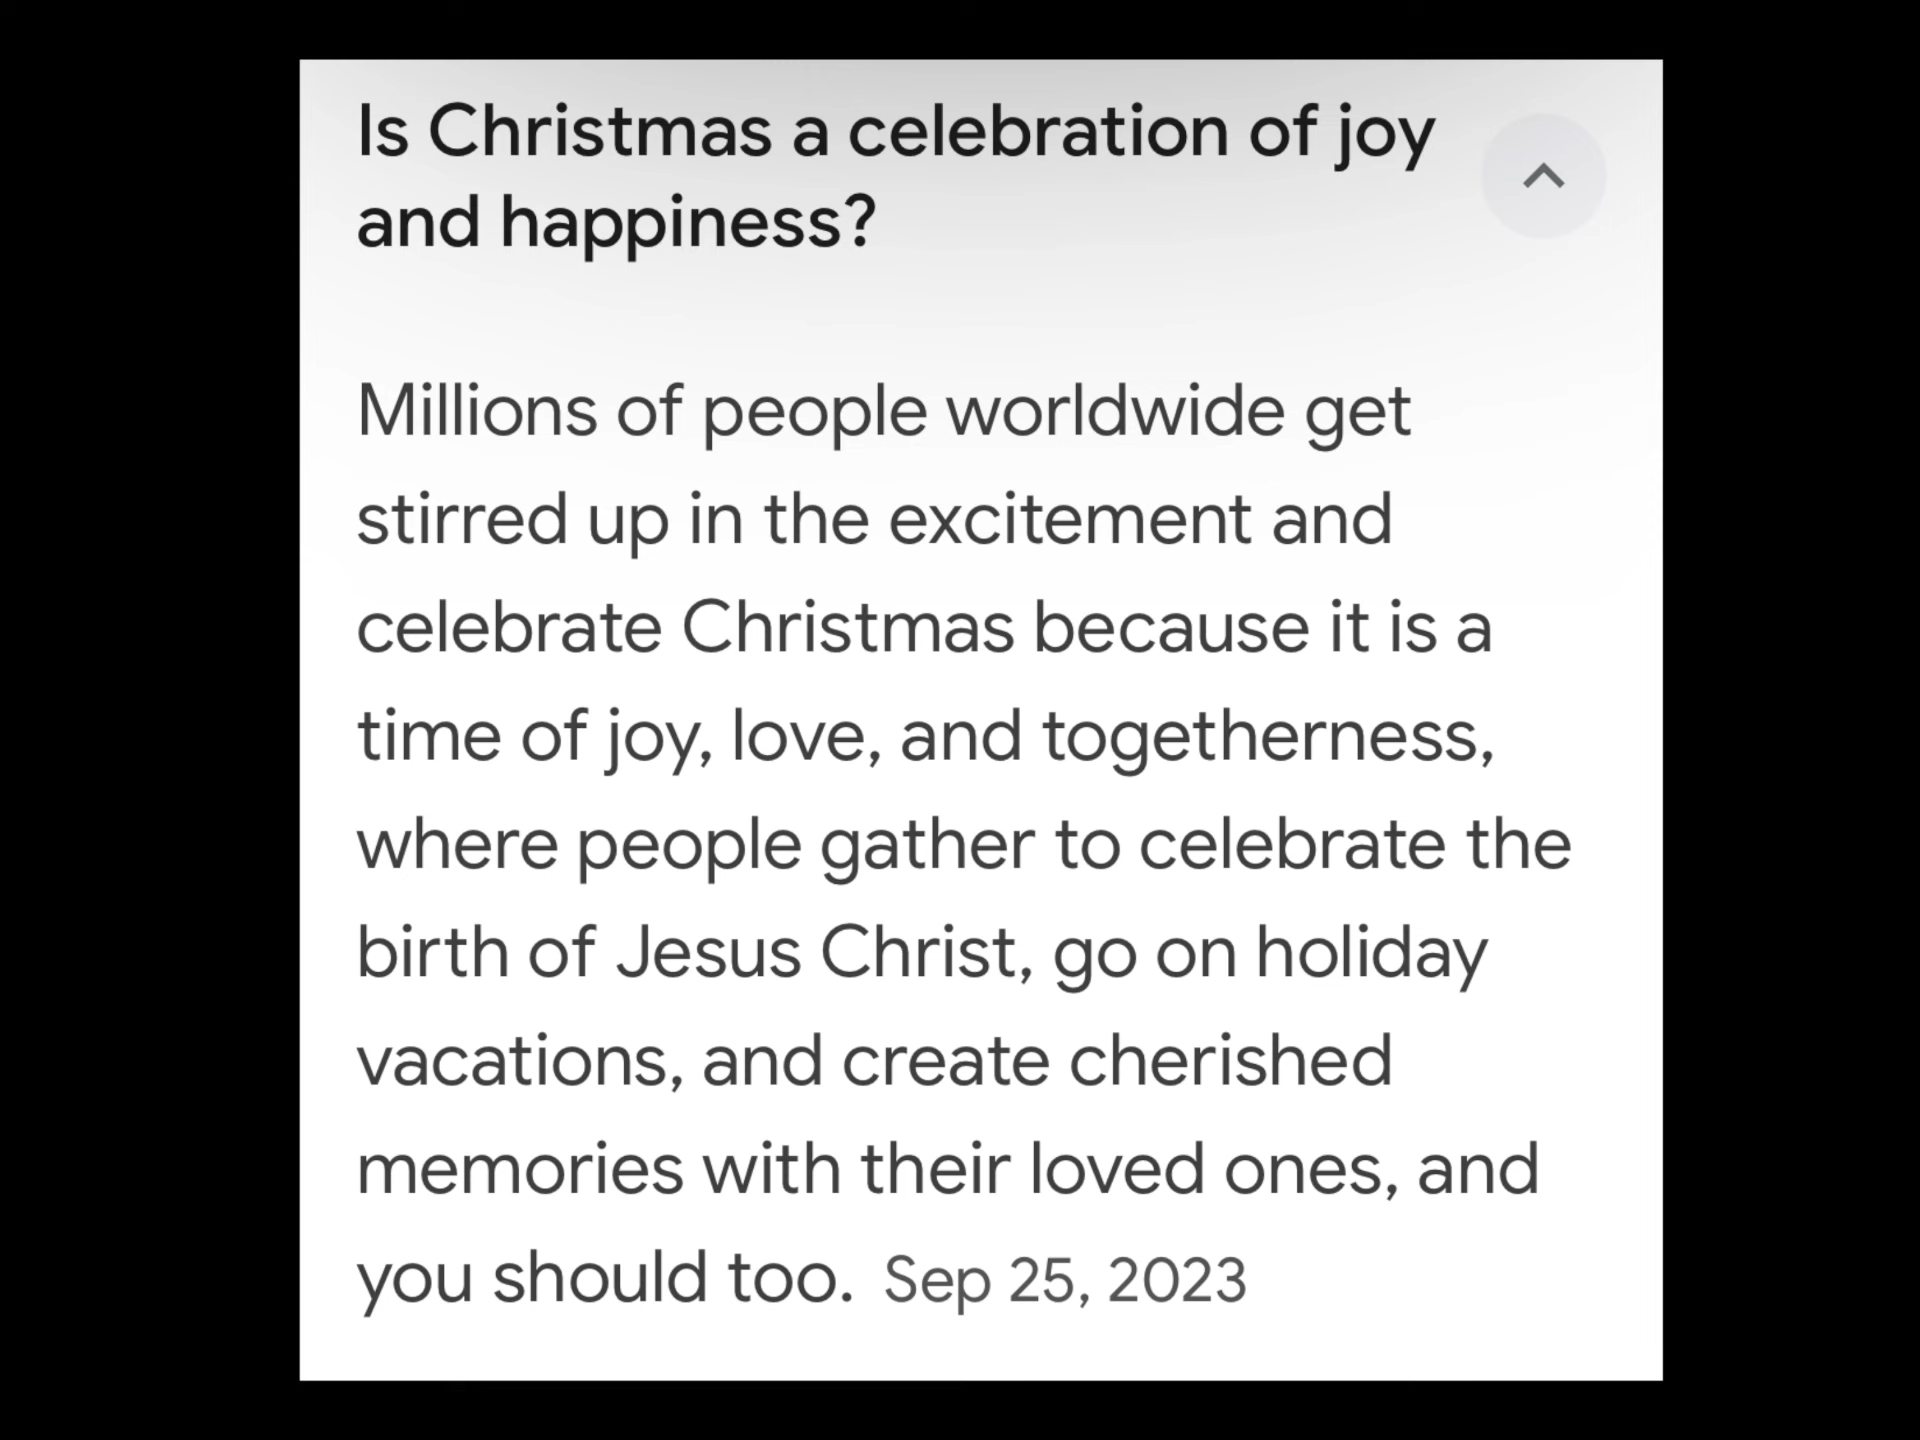 Is Christmas a celebration of joy
and happiness?
Millions of people worldwide get
stirred up in the excitement and
celebrate Christmas because it is a
time of joy, love, and togetherness,
where people gather to celebrate the
birth of Jesus Christ, go on holiday
vacations, and create cherished
memories with their loved ones, and
you should too. Sep 25, 2023